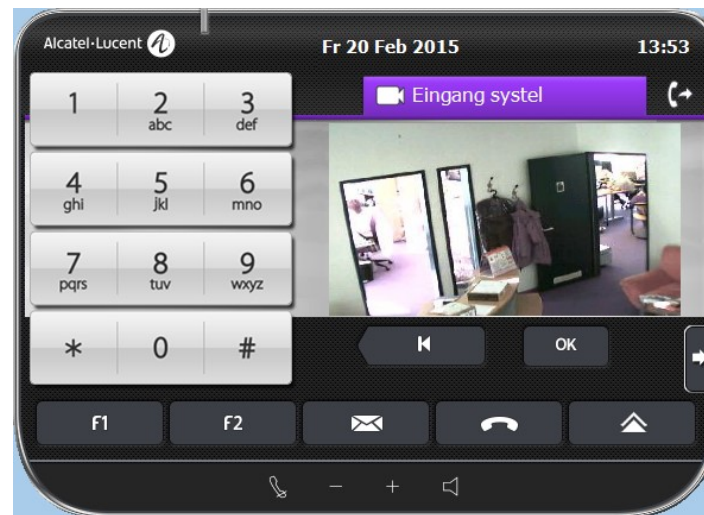 Alcatel·Lucent
Fr 20 Feb 2015
13:53
Eingang systel
1 2 abc 3 def
4 ghi 5 jkl 6 mno
7 pqrs 8 tuv 9 wxyz
* 0 #
OK
F1 F2
− +